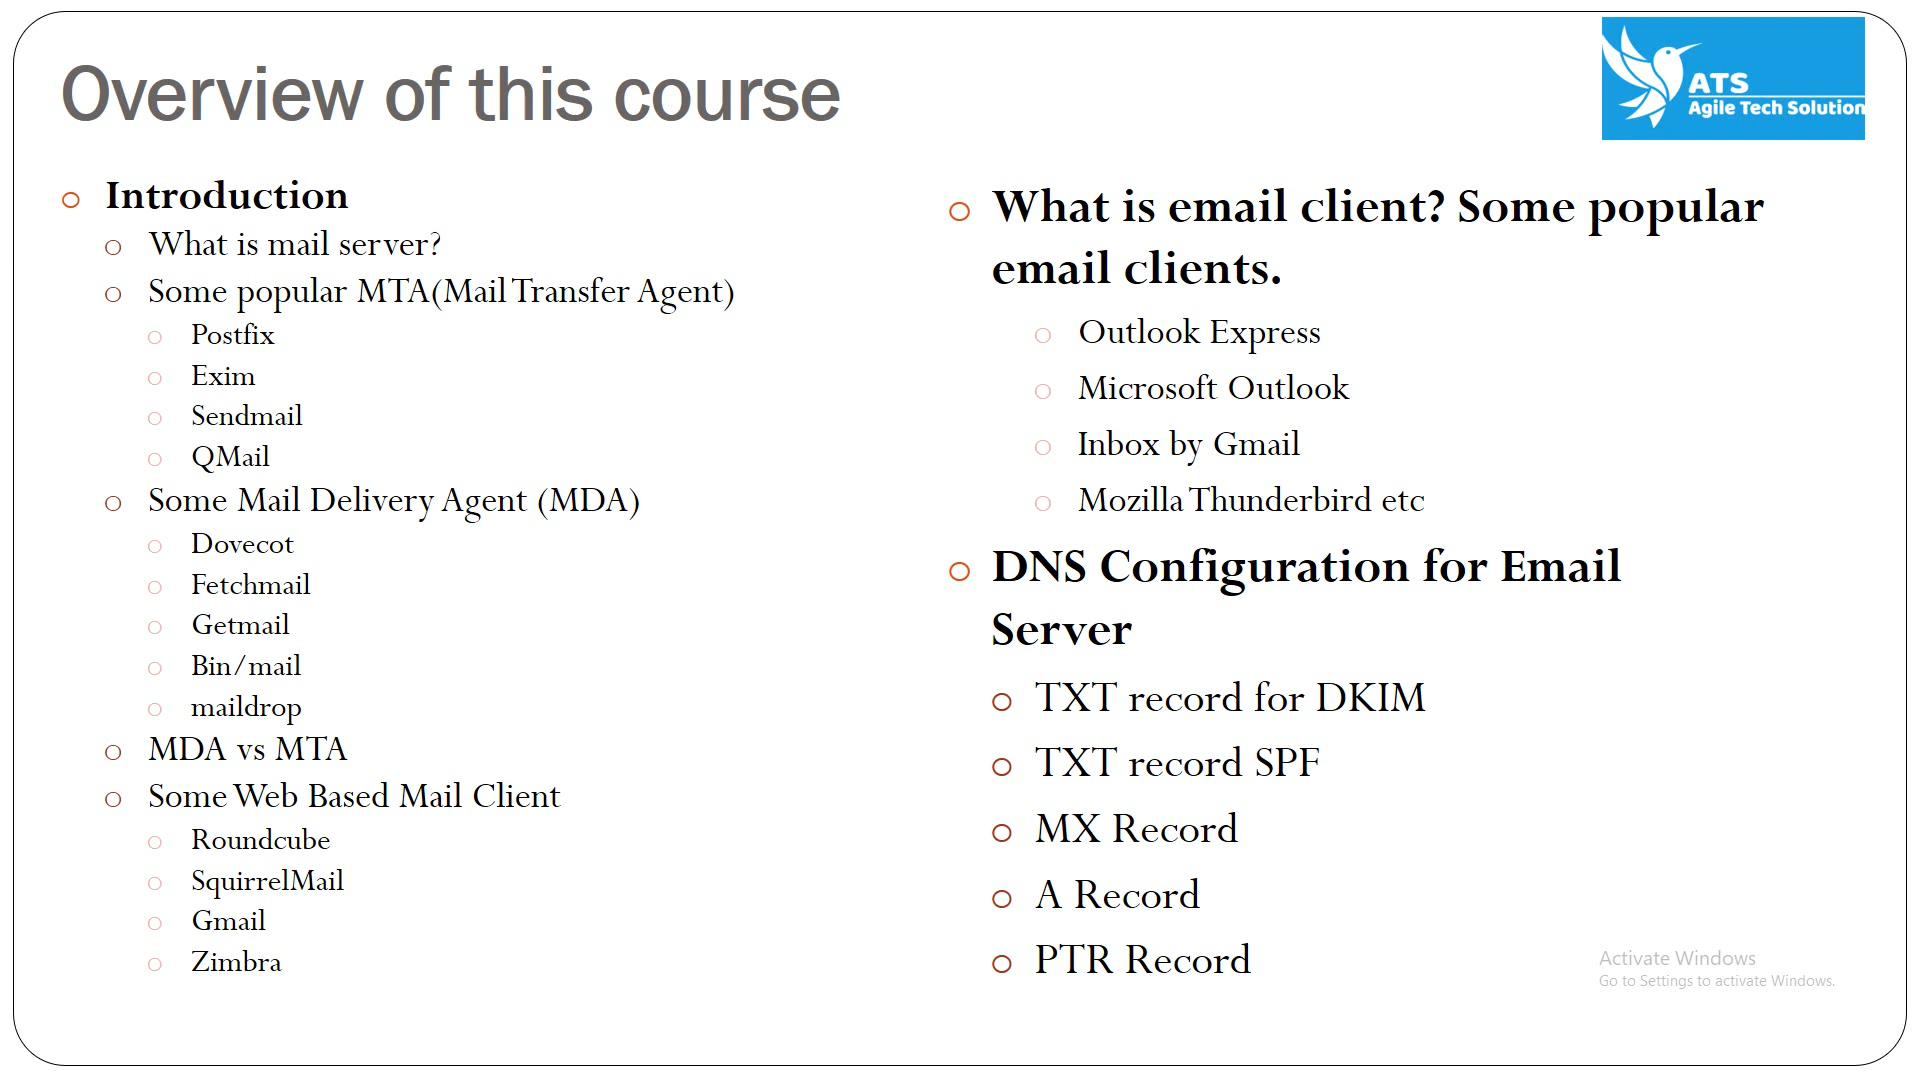 Overview of this course
ATS
Agile Tech Solution
Introduction
What is mail server?
Some popular MTA(Mail Transfer Agent)
Postfix
Exim
Sendmail
QMail
Some Mail Delivery Agent (MDA)
Dovecot
Fetchmail
Getmail
Bin/mail
maildrop
MDA vs MTA
Some Web Based Mail Client
Roundcube
SquirrelMail
Gmail
Zimbra
What is email client? Some popular
email clients.
Outlook Express
Microsoft Outlook
Inbox by Gmail
Mozilla Thunderbird etc
DNS Configuration for Email
Server
TXT record for DKIM
TXT record SPF
MX Record
A Record
PTR Record
Activate Windows
Go to Settings to activate Windows.